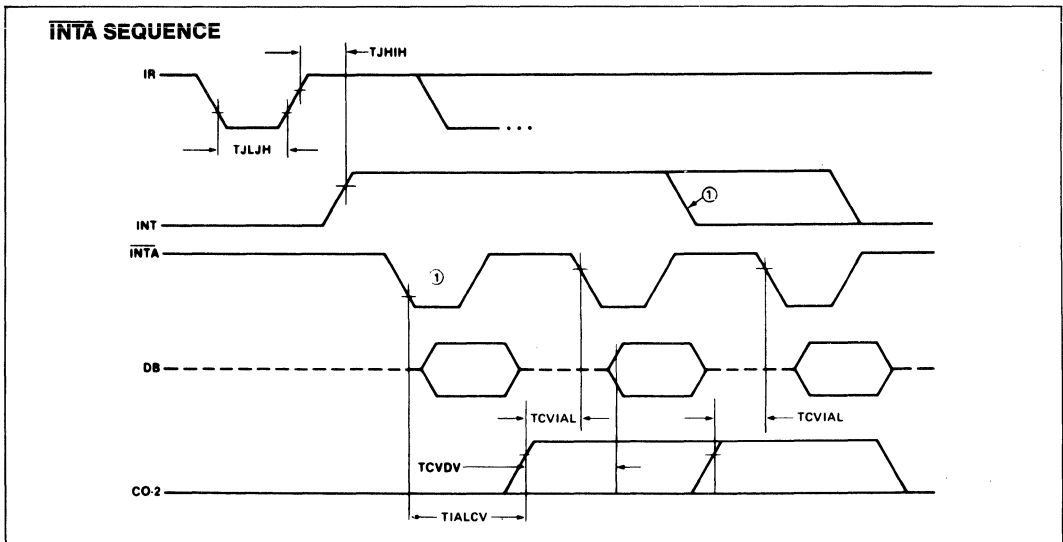 INTA SEQUENCE
TJHIH
IR
TJLJH
INT
①
INTA
①
DB
TCVIAL
TCVIAL
TCVDV
CO-2
TIALCV